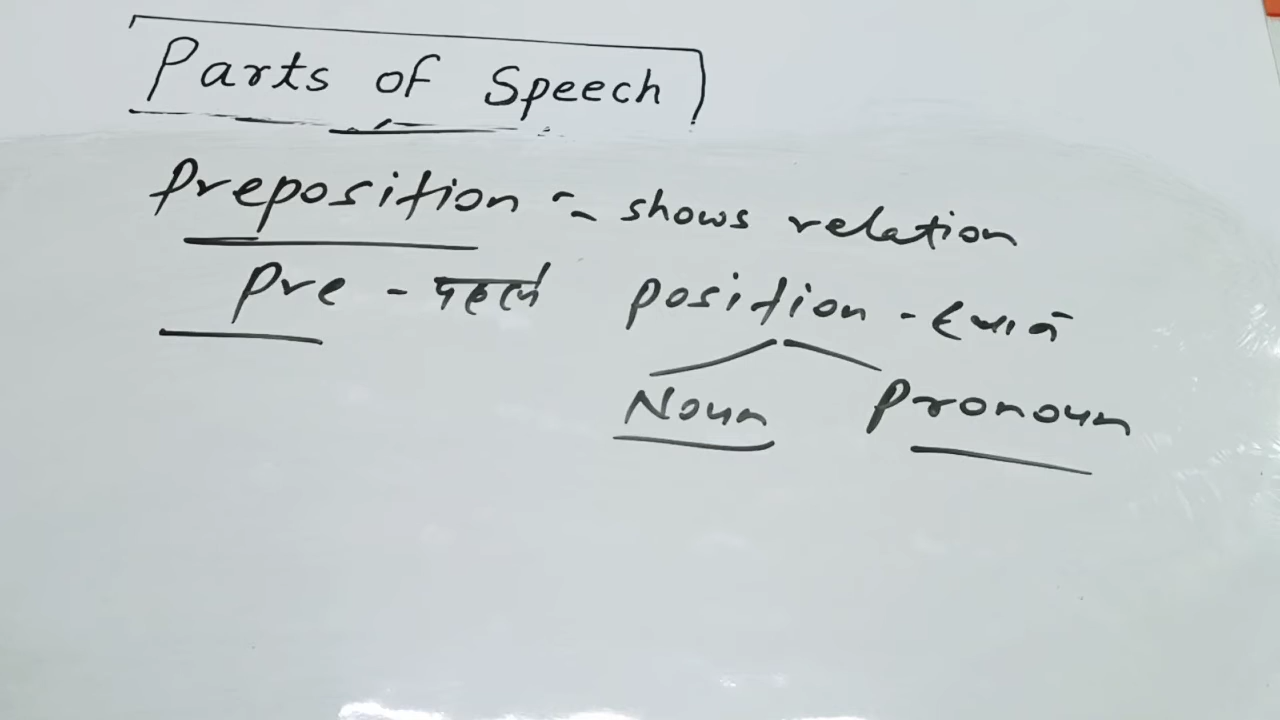 Parts of Speech
Preposition :- shows relation
Pre - पहले position - स्थान
Noun Pronoun